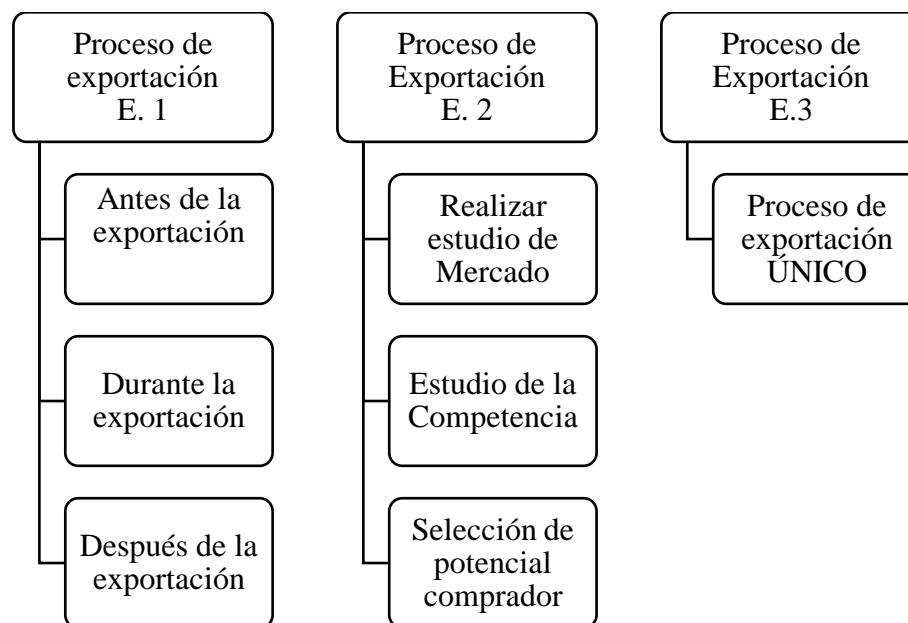 Proceso de
exportación
E. 1
Antes de la
exportación
Durante la
exportación
Después de la
exportación
Proceso de
Exportación
E. 2
Realizar
estudio de
Mercado
Estudio de la
Competencia
Selección de
potencial
comprador
Proceso de
Exportación
E.3
Proceso de
exportación
ÚNICO